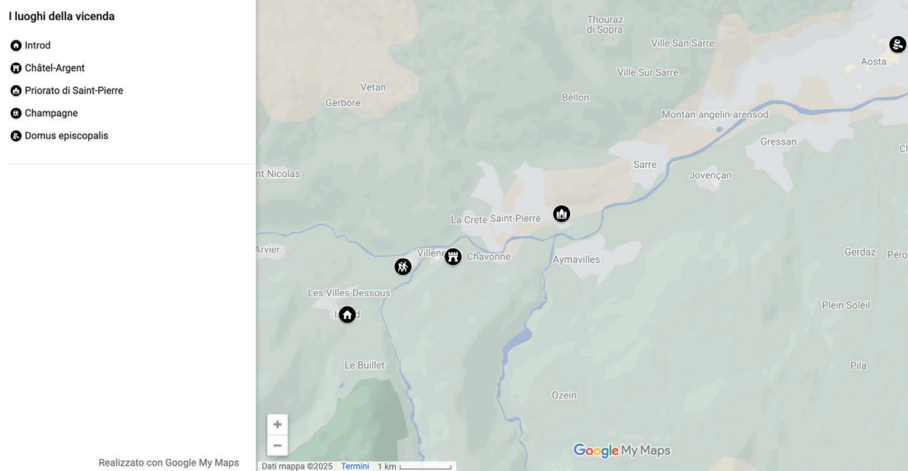 I luoghi della vicenda
Introd
Châtel-Argent
Priorato di Saint-Pierre
Champagne
Domus episcopalis
Realizzato con Google My Maps
Thouraz
di Sopra
Ville San Sarre
Aosta
Ville Sur Sarre
Vetan
Gerbore
Bellon
Montan-angelin-arensod
Gressan
Sarre
Jovençan
nt-Nicolas
La Crete
Saint-Pierre
Arvier
Villene
Chavonne
Aymavilles
Gerdaz
Les Villes-Dessous
Plein Soleil
Le Buillet
Pila
Ozein
Google My Maps
Dati mappa ©2025
Termini
1 km